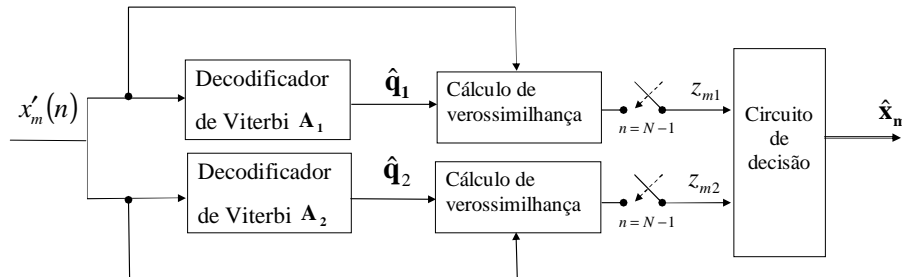 x′ₘ(n)
Decodificador
de Viterbi A₁
q̂₁
Cálculo de
verossimilhança
n = N − 1
zₘ₁
Decodificador
de Viterbi A₂
q̂₂
Cálculo de
verossimilhança
n = N − 1
zₘ₂
Circuito
de
decisão
x̂ₘ